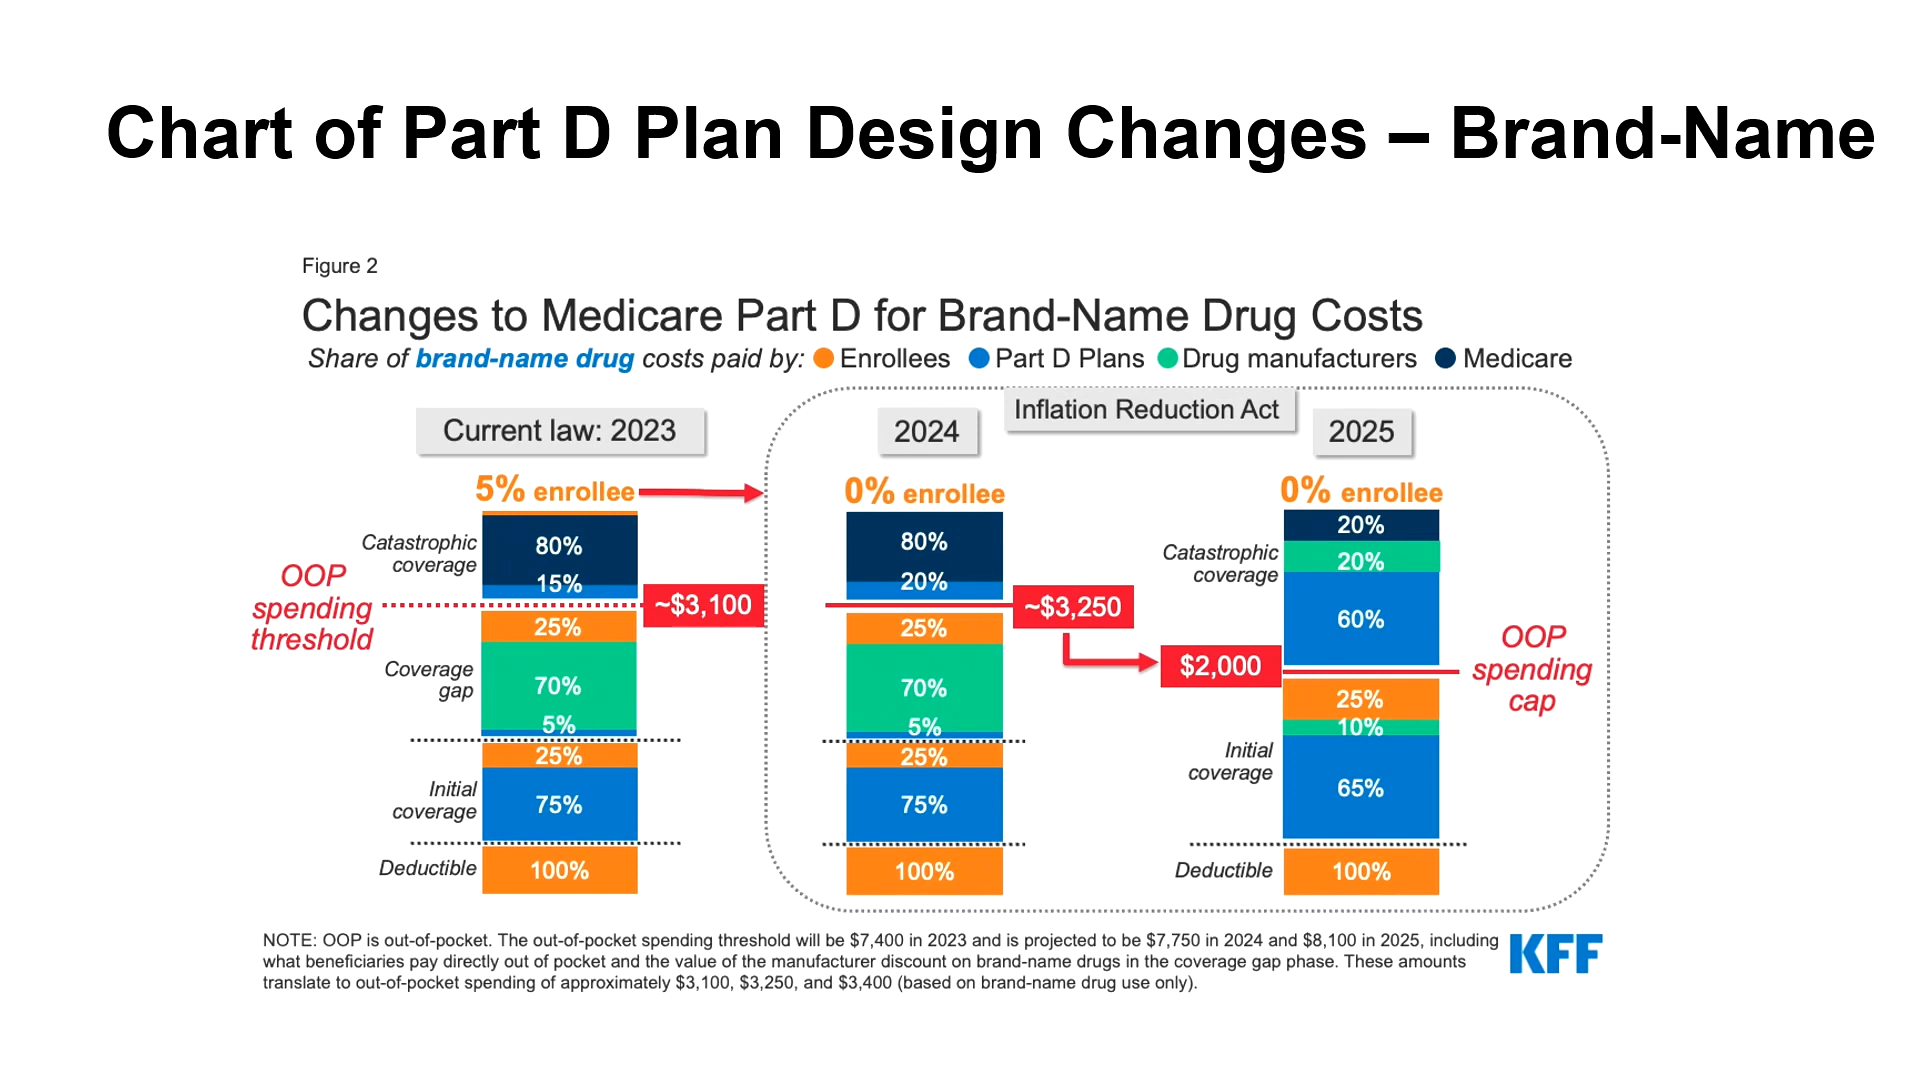 Chart of Part D Plan Design Changes – Brand-Name
Figure 2
Changes to Medicare Part D for Brand-Name Drug Costs
Share of brand-name drug costs paid by: Enrollees Part D Plans Drug manufacturers Medicare
Inflation Reduction Act
Current law: 2023
2024
2025
5% enrollee
Catastrophic
coverage
80%
15%
OOP
spending
threshold
~$3,100
25%
Coverage
gap
70%
5%
25%
Initial
coverage
75%
Deductible
100%
0% enrollee
80%
20%
~$3,250
25%
70%
5%
25%
75%
100%
0% enrollee
20%
Catastrophic
coverage
20%
60%
$2,000
OOP
spending
cap
25%
10%
Initial
coverage
65%
Deductible
100%
NOTE: OOP is out-of-pocket. The out-of-pocket spending threshold will be $7,400 in 2023 and is projected to be $7,750 in 2024 and $8,100 in 2025, including
what beneficiaries pay directly out of pocket and the value of the manufacturer discount on brand-name drugs in the coverage gap phase. These amounts
translate to out-of-pocket spending of approximately $3,100, $3,250, and $3,400 (based on brand-name drug use only).
KFF